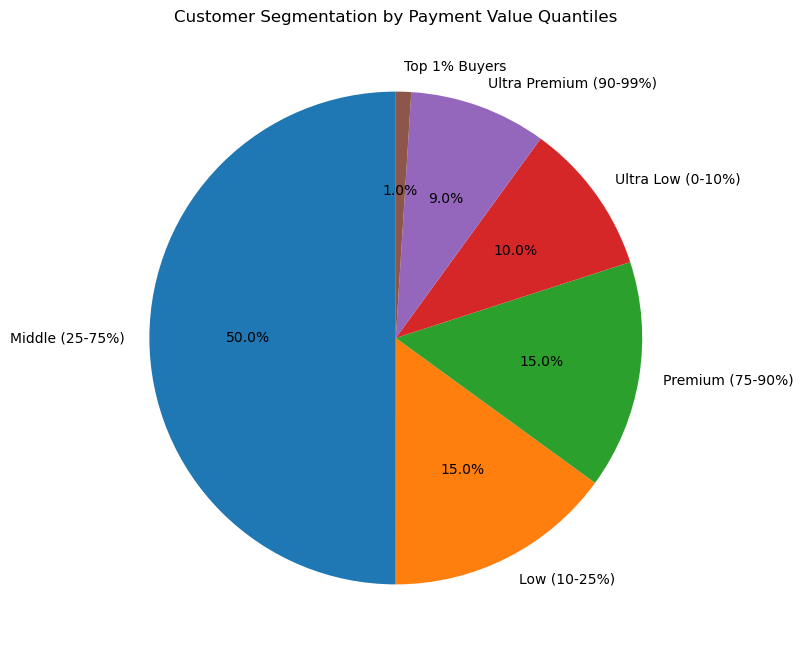 Customer Segmentation by Payment Value Quantiles
Top 1% Buyers
Ultra Premium (90-99%)
Ultra Low (0-10%)
1.0%
9.0%
10.0%
Middle (25-75%)
50.0%
15.0%
Premium (75-90%)
15.0%
Low (10-25%)